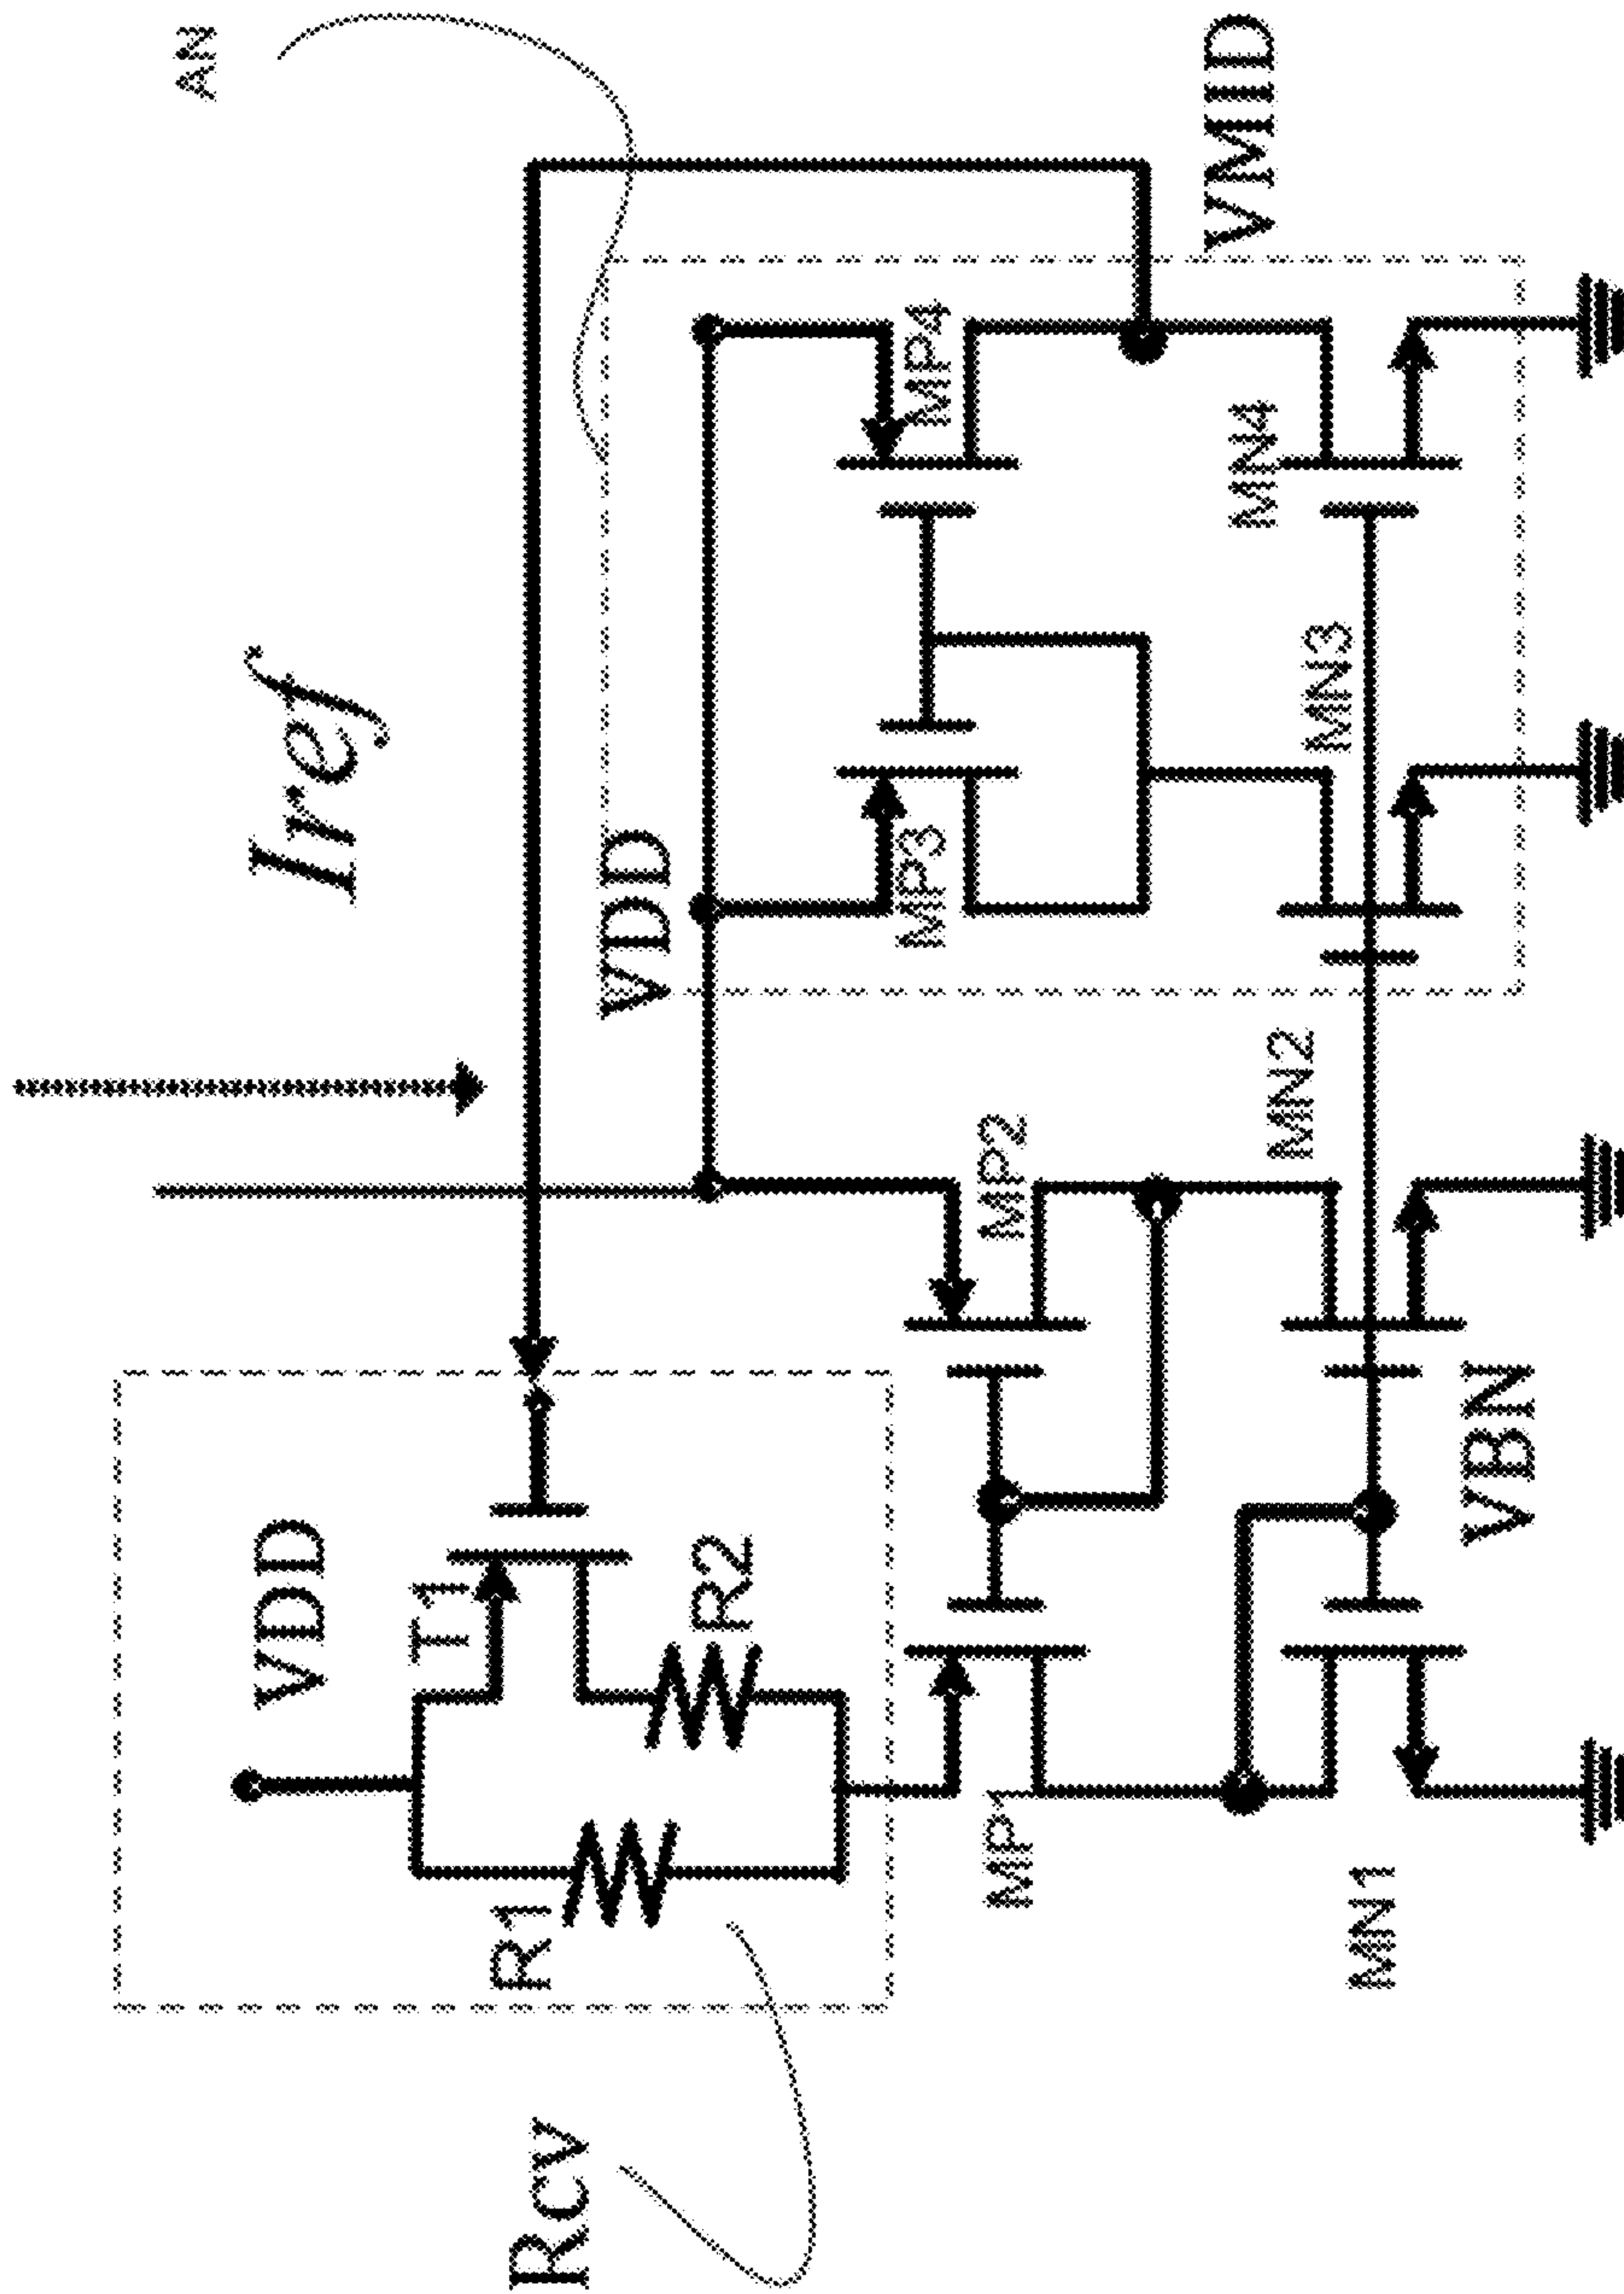 AN
Iref
VDD
VDD
T1
R1
R2
Rcv
MP1
MP2
MP3
MP4
VMID
MN1
MN2
MN3
MN4
VBN